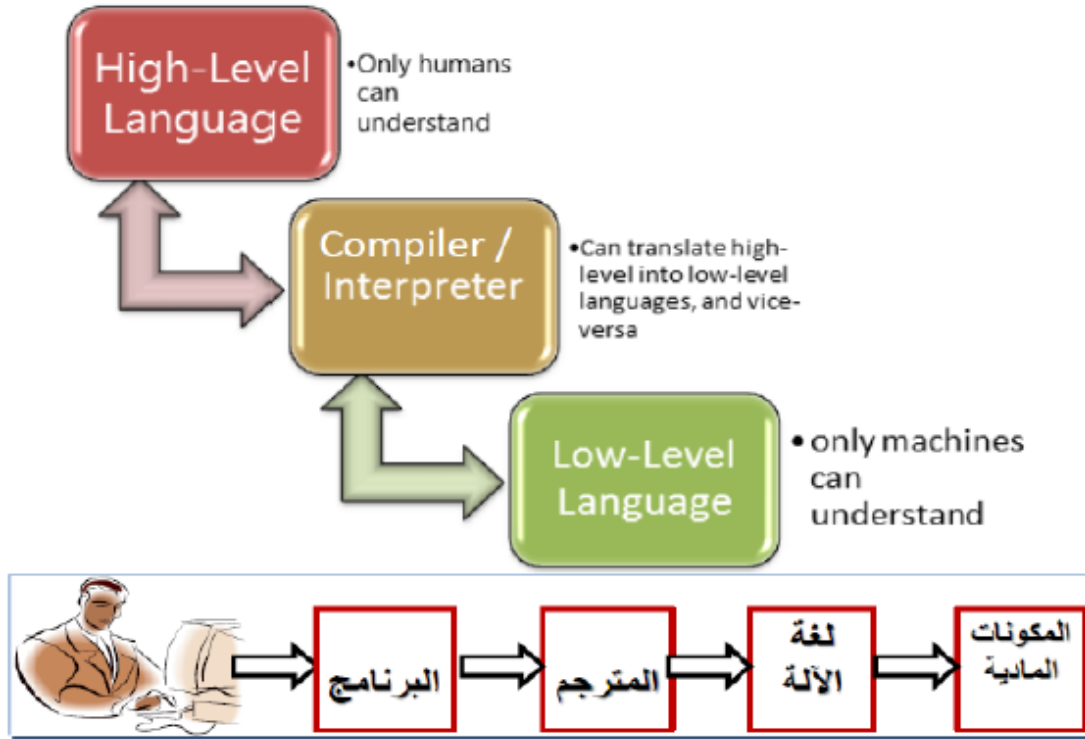 High-Level
Language
•Only humans
can
understand
Compiler /
Interpreter
•Can translate high-
level into low-level
languages, and vice-
versa
Low-Level
Language
• only machines
can
understand
البرنامج
المترجم
لغة
الآلة
المكونات
المادية